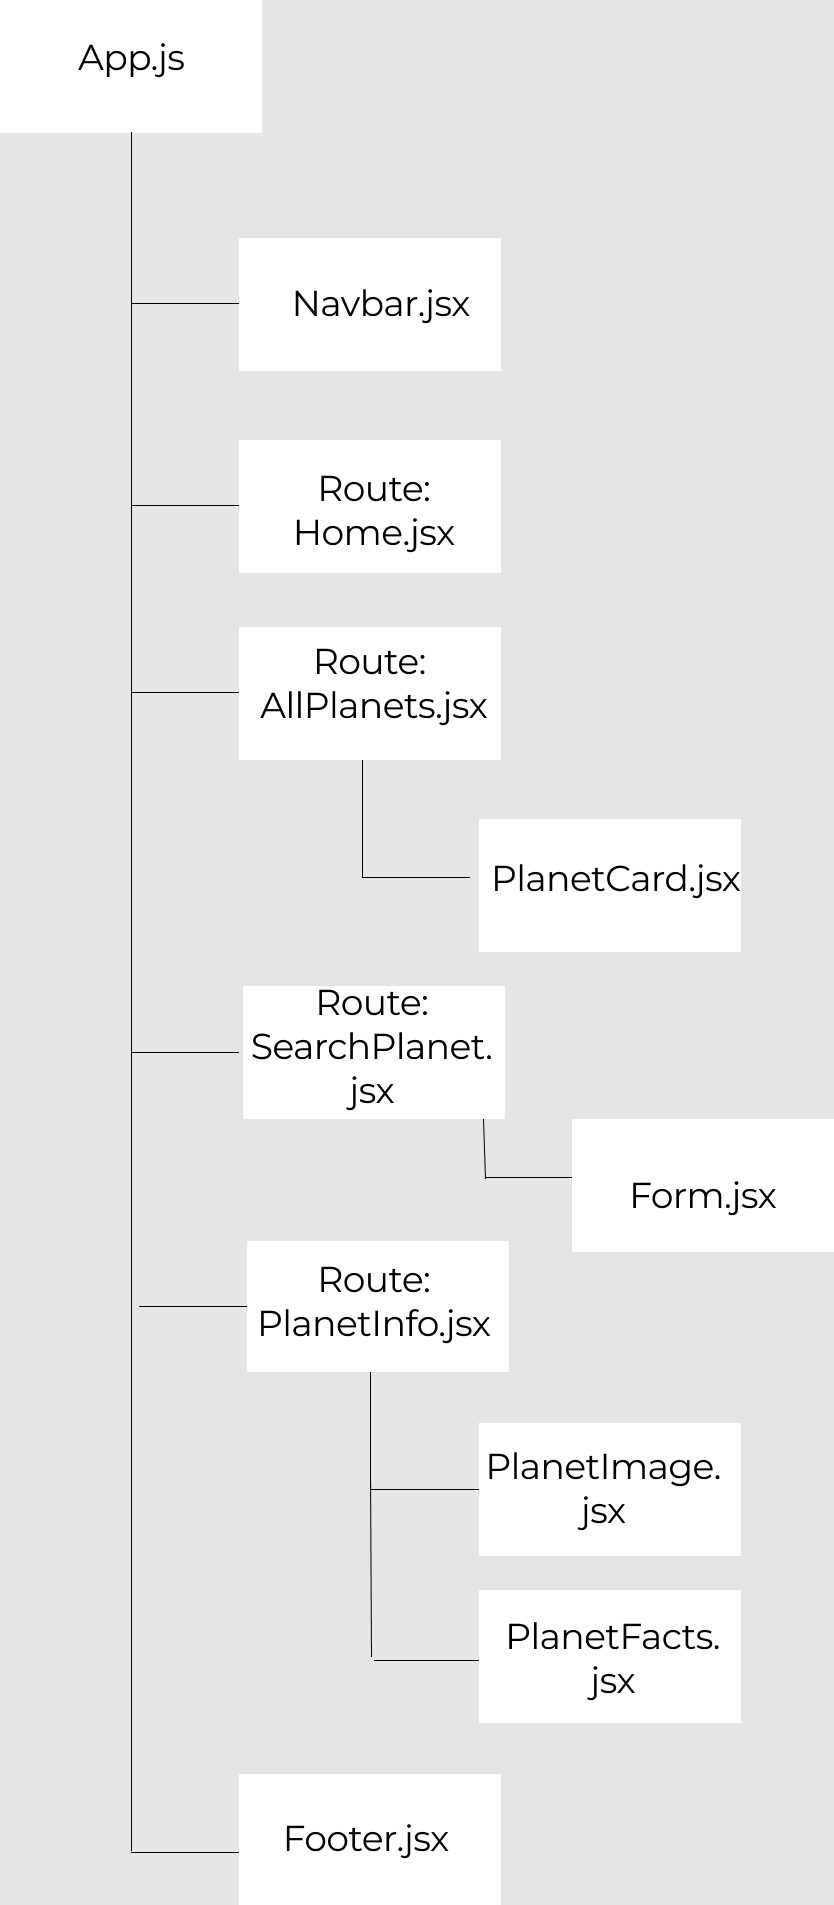 App.js
Navbar.jsx
Route:
Home.jsx
Route:
AllPlanets.jsx
PlanetCard.jsx
Route:
SearchPlanet.
jsx
Form.jsx
Route:
PlanetInfo.jsx
PlanetImage.
jsx
PlanetFacts.
jsx
Footer.jsx